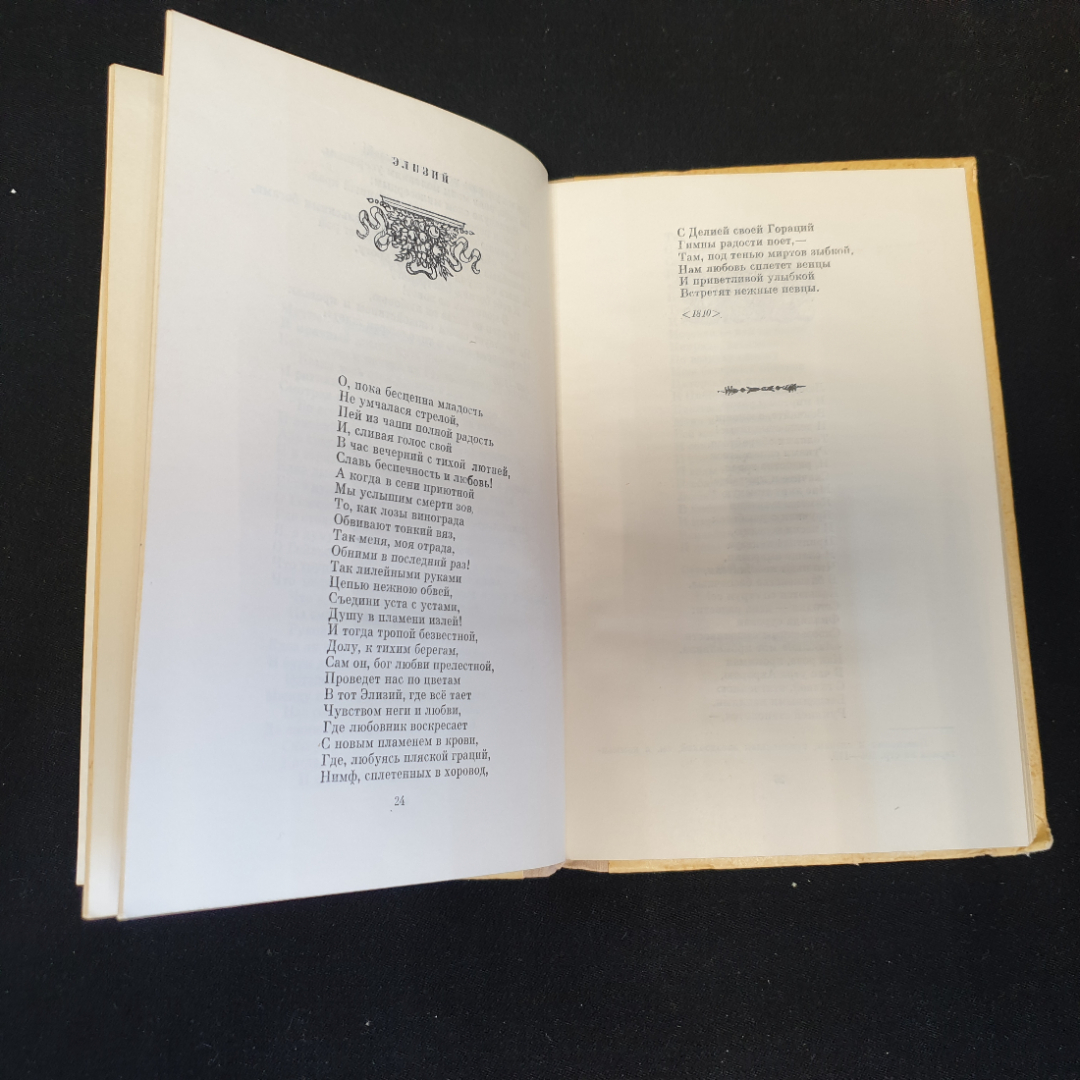 ЭЛИЗИЙ
О, пока бесценна младость
Не умчалася стрелой,
Пей из чаши полной радость
И, сливая голос свой
В час вечерний с тихой лютней,
Славь беспечность и любовь!
А когда в сени приютной
Мы услышим смерти зов,
То, как лозы винограда
Обвивают тонкий вяз,
Так меня, моя отрада,
Обними в последний раз!
Так лилейными руками
Цепью нежною обвей,
Съедини уста с устами,
Душу в пламени излей!
И тогда тропой безвестной,
Долу, к тихим берегам,
Сам он, бог любви прелестной,
Проведет нас по цветам
В тот Элизий, где всё тает
Чувством неги и любви,
Где любовник воскресает
С новым пламенем в крови,
Где, любуясь пляской граций,
Нимф, сплетенных в хоровод,
24
С Делией своей Гораций
Гимны радости поет,—
Там, под тенью миртов зыбкой,
Нам любовь сплетет венцы
И приветливой улыбкой
Встретят нежные певцы.
<1810>